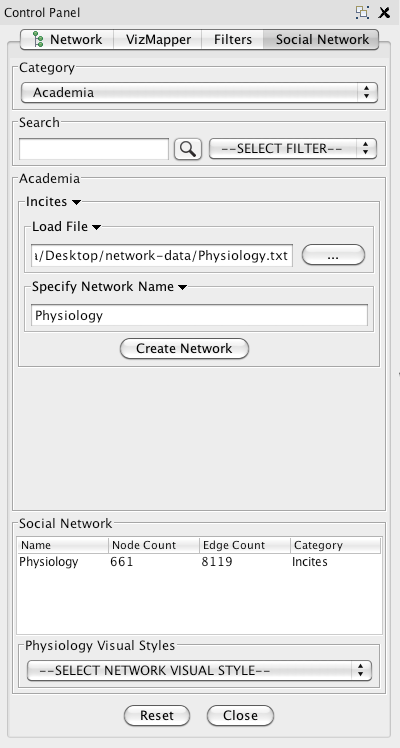 Control Panel
Network VizMapper Filters Social Network
Category
Academia
Search
--SELECT FILTER--
Academia
Incites
Load File
/Desktop/network-data/Physiology.txt ...
Specify Network Name
Physiology
Create Network
Social Network
Name Node Count Edge Count Category
Physiology 661 8119 Incites
Physiology Visual Styles
--SELECT NETWORK VISUAL STYLE--
Reset Close